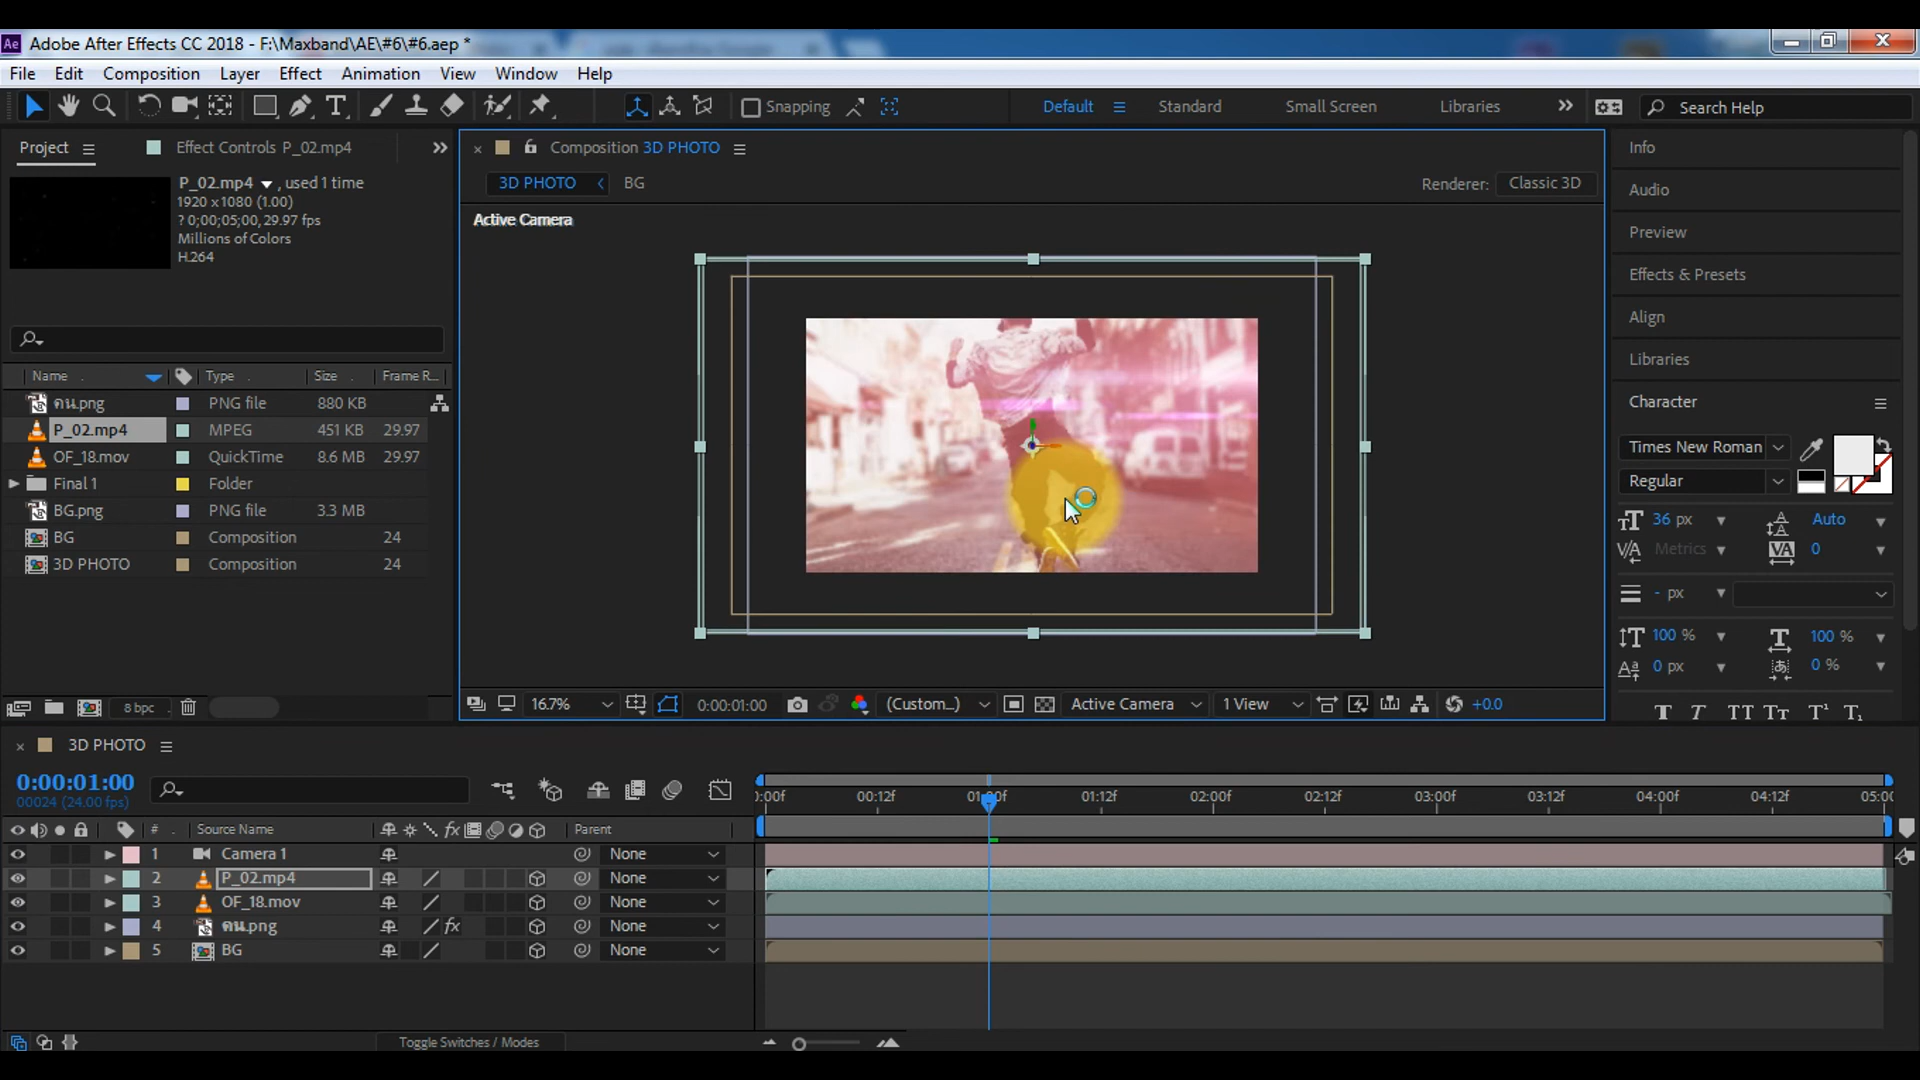 Ae Adobe After Effects CC 2018 - F:\Maxband\AE\#6\#6.aep *
File Edit Composition Layer Effect Animation View Window Help
Snapping Default Standard Small Screen Libraries Search Help
Project Effect Controls P_02.mp4
P_02.mp4 , used 1 time
1920 x1080 (1.00)
? 0;00;05;00, 29.97 fps
Millions of Colors
H.264
Name Type Size Frame R...
คน.png PNG file 880 KB
P_02.mp4 MPEG 451 KB 29.97
OF_18.mov QuickTime 8.6 MB 29.97
Final 1 Folder
BG.png PNG file 3.3 MB
BG Composition 24
3D PHOTO Composition 24
8 bpc
Composition 3D PHOTO
3D PHOTO BG
Renderer: Classic 3D
Active Camera
16.7% 0:00:01:00 (Custom...) Active Camera 1 View +0.0
Info
Audio
Preview
Effects & Presets
Align
Libraries
Character
Times New Roman
Regular
36 px Auto
Metrics 0
- px
100 % 100 %
0 px 0 %
3D PHOTO
0:00:01:00
00024 (24.00 fps)
00f 00:12f 01:00f 01:12f 02:00f 02:12f 03:00f 03:12f 04:00f 04:12f 05:00
# Source Name fx Parent
1 Camera 1 None
2 P_02.mp4 None
3 OF_18.mov None
4 คน.png fx None
5 BG None
Toggle Switches / Modes